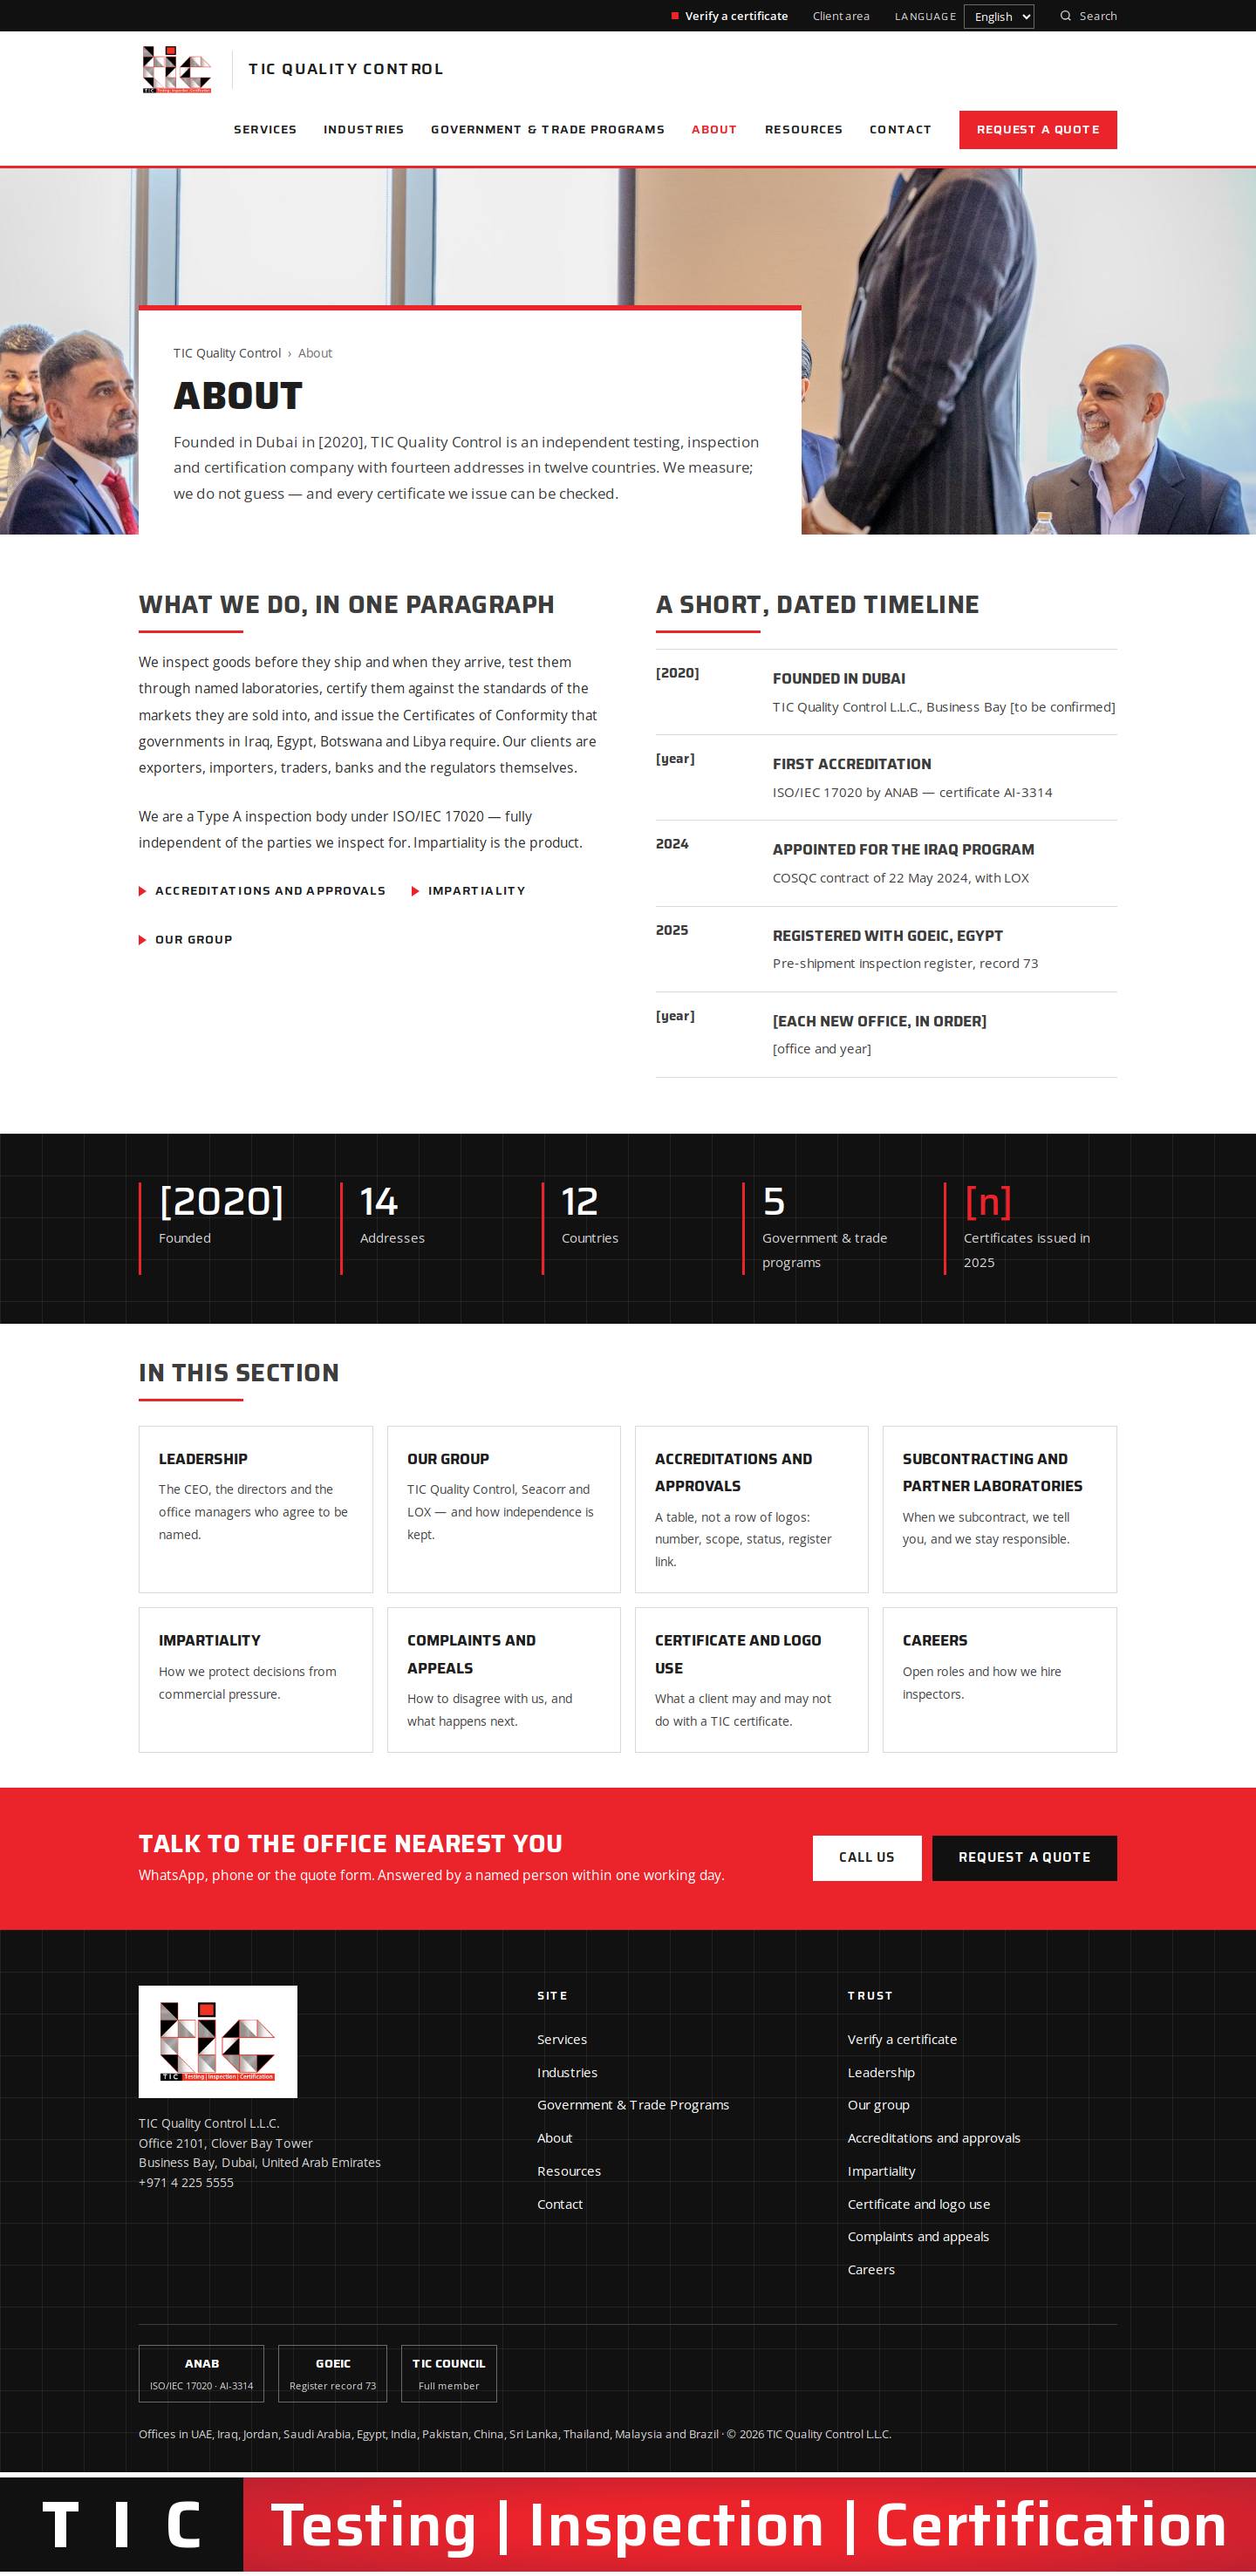 Verify a certificate Client area LANGUAGE English Search
tic
TIC Testing | Inspection | Certification
TIC QUALITY CONTROL
SERVICES INDUSTRIES GOVERNMENT & TRADE PROGRAMS ABOUT RESOURCES CONTACT REQUEST A QUOTE
TIC Quality Control › About
ABOUT
Founded in Dubai in [2020], TIC Quality Control is an independent testing, inspection
and certification company with fourteen addresses in twelve countries. We measure;
we do not guess — and every certificate we issue can be checked.
WHAT WE DO, IN ONE PARAGRAPH
We inspect goods before they ship and when they arrive, test them
through named laboratories, certify them against the standards of the
markets they are sold into, and issue the Certificates of Conformity that
governments in Iraq, Egypt, Botswana and Libya require. Our clients are
exporters, importers, traders, banks and the regulators themselves.
We are a Type A inspection body under ISO/IEC 17020 — fully
independent of the parties we inspect for. Impartiality is the product.
ACCREDITATIONS AND APPROVALS IMPARTIALITY
OUR GROUP
A SHORT, DATED TIMELINE
[2020] FOUNDED IN DUBAI
TIC Quality Control L.L.C., Business Bay [to be confirmed]
[year] FIRST ACCREDITATION
ISO/IEC 17020 by ANAB — certificate AI-3314
2024 APPOINTED FOR THE IRAQ PROGRAM
COSQC contract of 22 May 2024, with LOX
2025 REGISTERED WITH GOEIC, EGYPT
Pre-shipment inspection register, record 73
[year] [EACH NEW OFFICE, IN ORDER]
[office and year]
[2020]
Founded
14
Addresses
12
Countries
5
Government & trade
programs
[n]
Certificates issued in
2025
IN THIS SECTION
LEADERSHIP
The CEO, the directors and the
office managers who agree to be
named.
OUR GROUP
TIC Quality Control, Seacorr and
LOX — and how independence is
kept.
ACCREDITATIONS AND
APPROVALS
A table, not a row of logos:
number, scope, status, register
link.
SUBCONTRACTING AND
PARTNER LABORATORIES
When we subcontract, we tell
you, and we stay responsible.
IMPARTIALITY
How we protect decisions from
commercial pressure.
COMPLAINTS AND
APPEALS
How to disagree with us, and
what happens next.
CERTIFICATE AND LOGO
USE
What a client may and may not
do with a TIC certificate.
CAREERS
Open roles and how we hire
inspectors.
TALK TO THE OFFICE NEAREST YOU
WhatsApp, phone or the quote form. Answered by a named person within one working day.
CALL US REQUEST A QUOTE
tic
TIC Testing | Inspection | Certification
TIC Quality Control L.L.C.
Office 2101, Clover Bay Tower
Business Bay, Dubai, United Arab Emirates
+971 4 225 5555
SITE
Services
Industries
Government & Trade Programs
About
Resources
Contact
TRUST
Verify a certificate
Leadership
Our group
Accreditations and approvals
Impartiality
Certificate and logo use
Complaints and appeals
Careers
ANAB
ISO/IEC 17020 · AI-3314
GOEIC
Register record 73
TIC COUNCIL
Full member
Offices in UAE, Iraq, Jordan, Saudi Arabia, Egypt, India, Pakistan, China, Sri Lanka, Thailand, Malaysia and Brazil · © 2026 TIC Quality Control L.L.C.
TIC Testing | Inspection | Certification